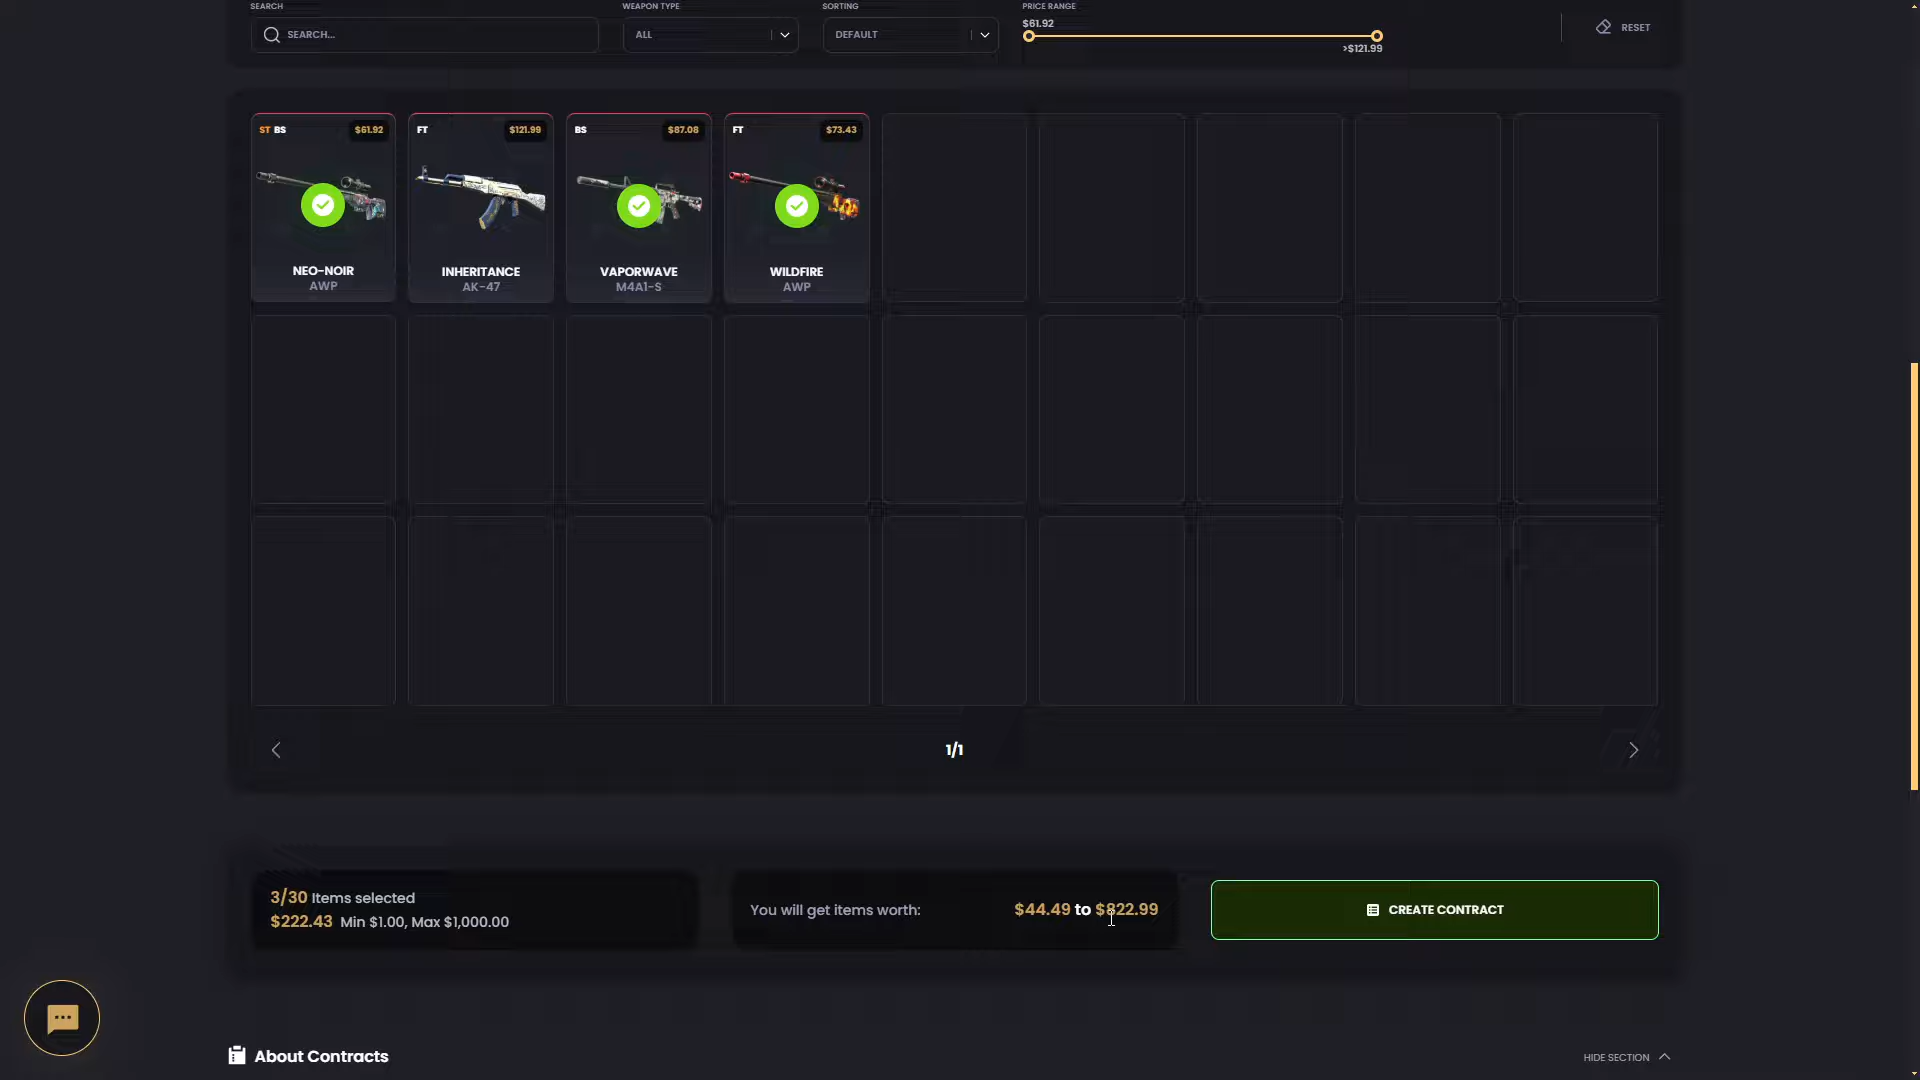 SEARCH
WEAPON TYPE
SORTING
PRICE RANGE
SEARCH...
ALL
DEFAULT
$61.92
>$121.99
RESET
ST BS
$61.92
NEO-NOIR
AWP
FT
$121.99
INHERITANCE
AK-47
BS
$87.08
VAPORWAVE
M4A1-S
FT
$73.43
WILDFIRE
AWP
1/1
3/30 Items selected
$222.43 Min $1.00, Max $1,000.00
You will get items worth:
$44.49 to $822.99
CREATE CONTRACT
About Contracts
HIDE SECTION